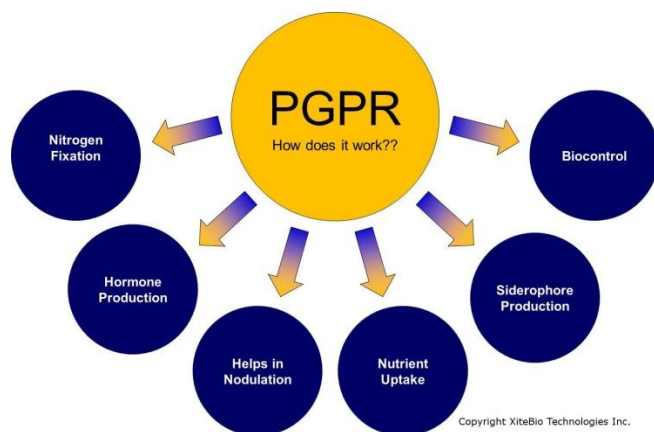 PGPR
How does it work??
Nitrogen
Fixation
Biocontrol
Hormone
Production
Siderophore
Production
Helps in
Nodulation
Nutrient
Uptake
Copyright XiteBio Technologies Inc.